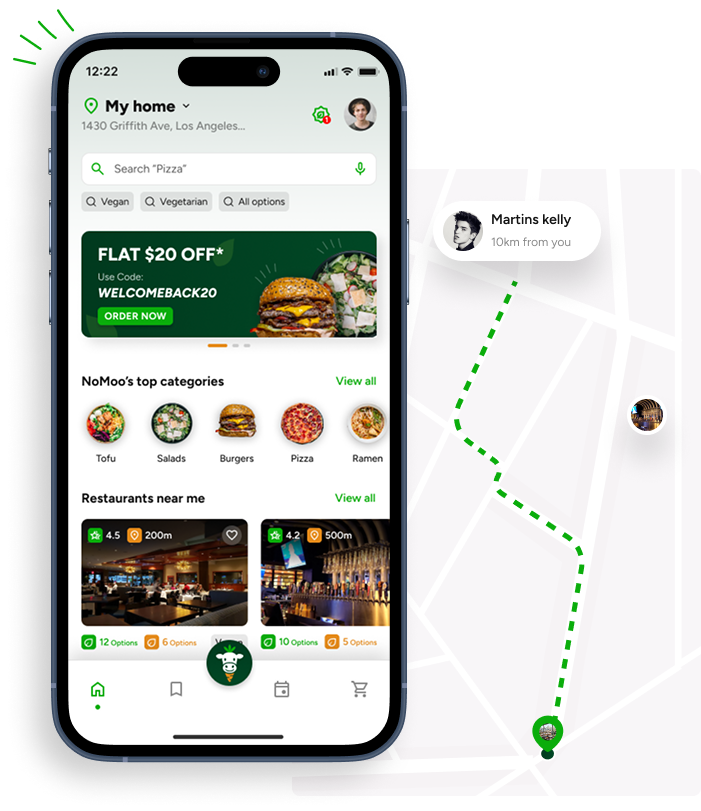 12:22
My home
1430 Griffith Ave, Los Angeles...
1
Search "Pizza"
Vegan
Vegetarian
All options
FLAT $20 OFF*
Use Code:
WELCOMEBACK20
ORDER NOW
NoMoo's top categories
View all
Tofu
Salads
Burgers
Pizza
Ramen
Restaurants near me
View all
4.5
200m
4.2
500m
12 Options
6 Options
10 Options
5 Options
Martins kelly
10km from you